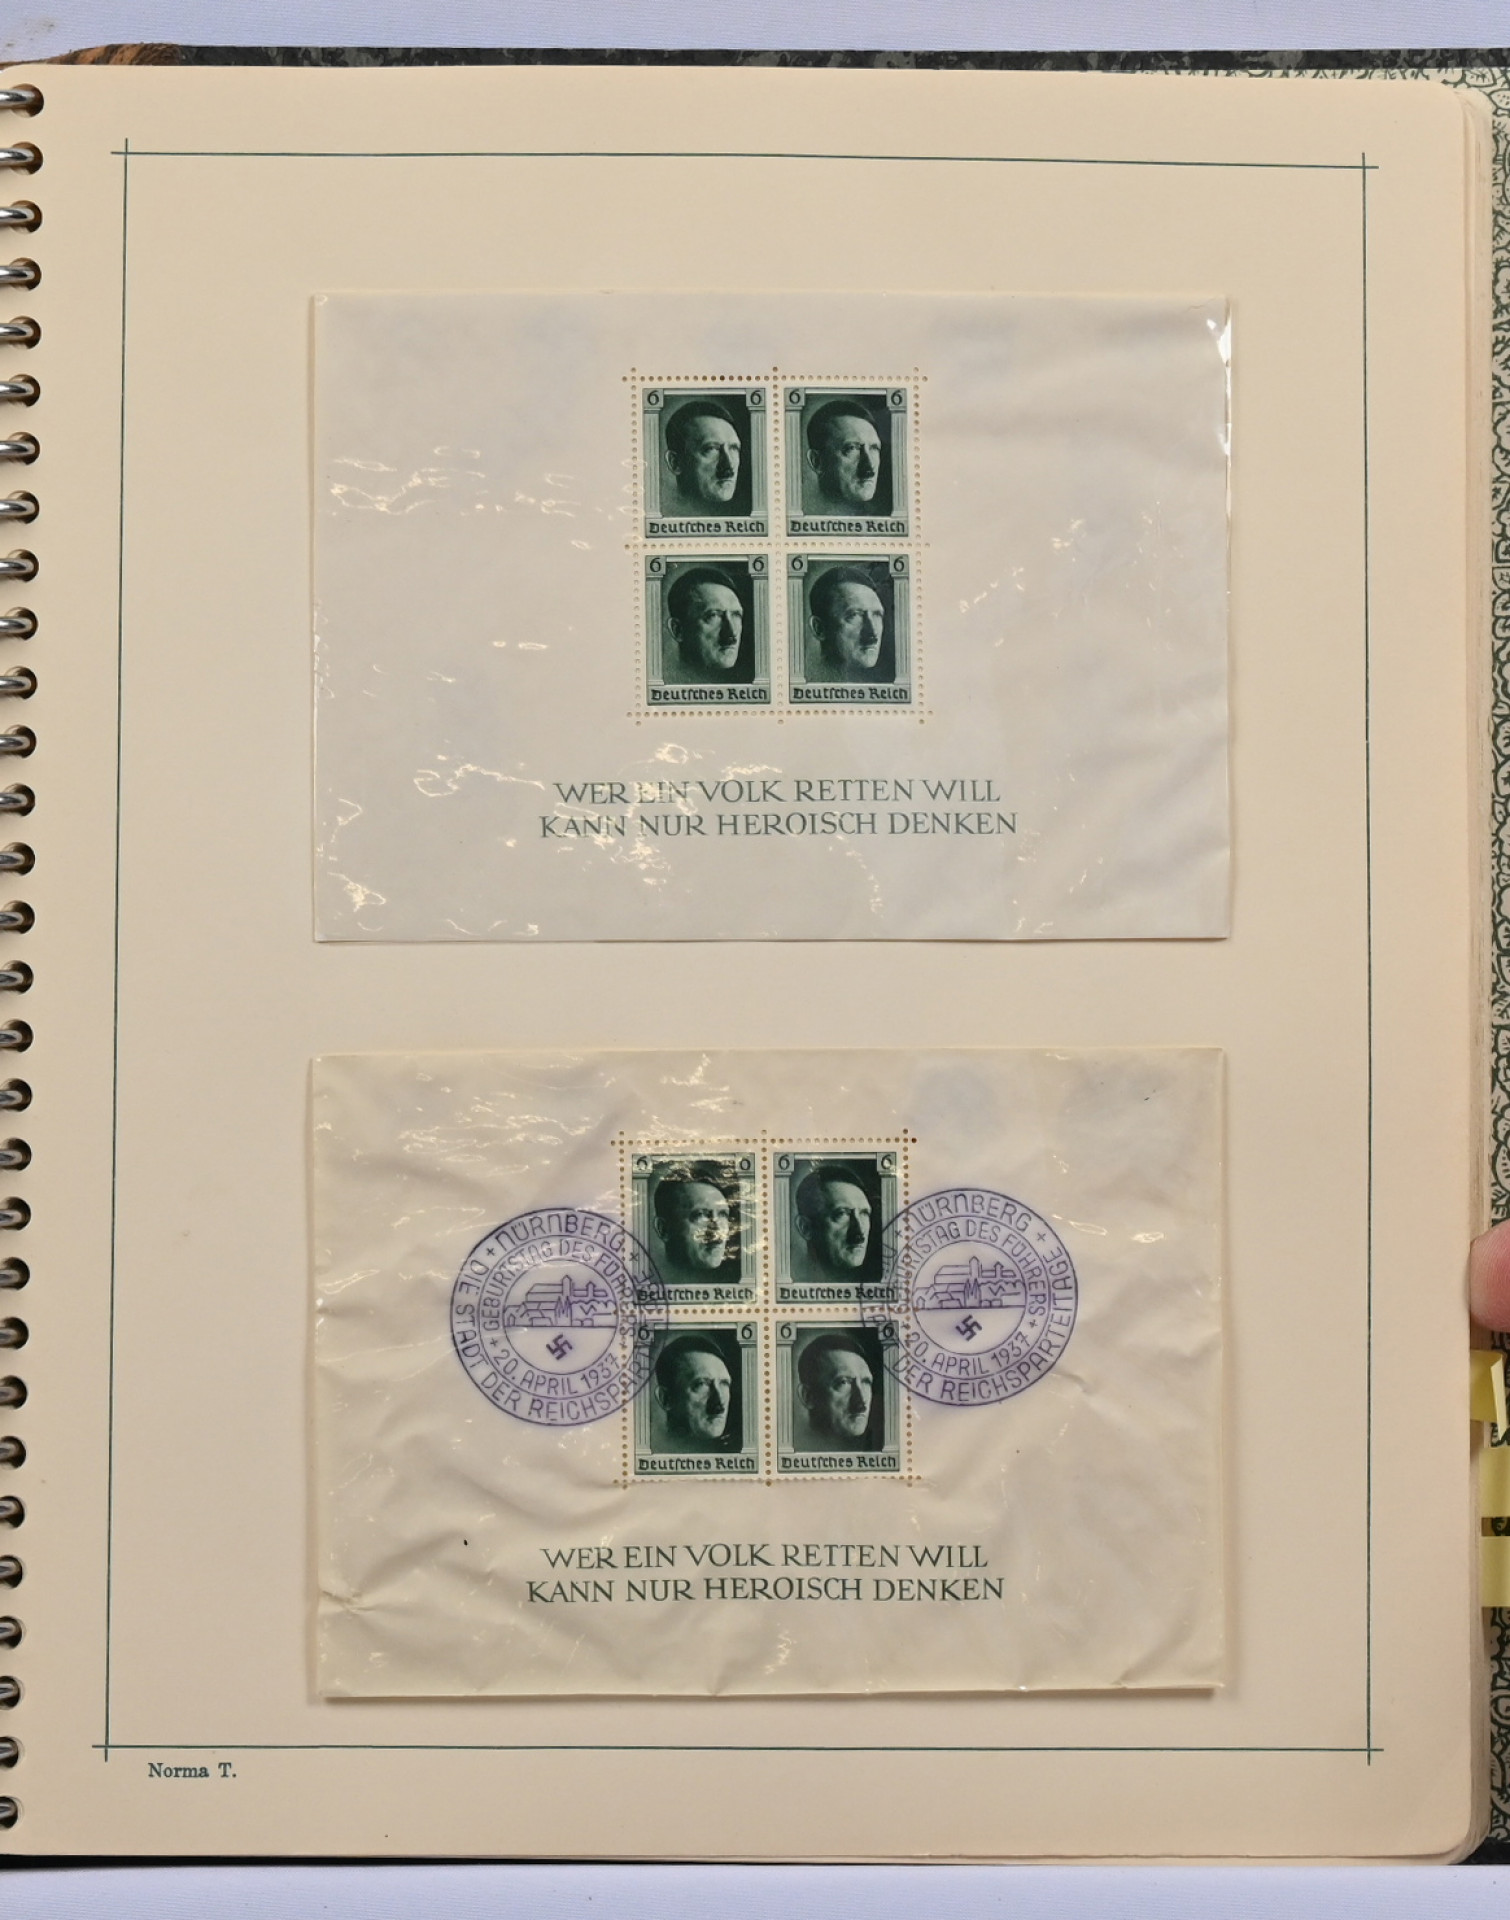 6 6 6 6
Deutsches Reich Deutsches Reich
6 6 6 6
Deutsches Reich Deutsches Reich
WER EIN VOLK RETTEN WILL
KANN NUR HEROISCH DENKEN
6 6 6 6
Deutsches Reich Deutsches Reich
6 6 6 6
Deutsches Reich Deutsches Reich
DIE STADT DER REICHSPARTEITAGE + NÜRNBERG +
GEBURTSTAG DES FÜHRERS + 20. APRIL 1937 +
DIE STADT DER REICHSPARTEITAGE + NÜRNBERG +
GEBURTSTAG DES FÜHRERS + 20. APRIL 1937 +
WER EIN VOLK RETTEN WILL
KANN NUR HEROISCH DENKEN
Norma T.